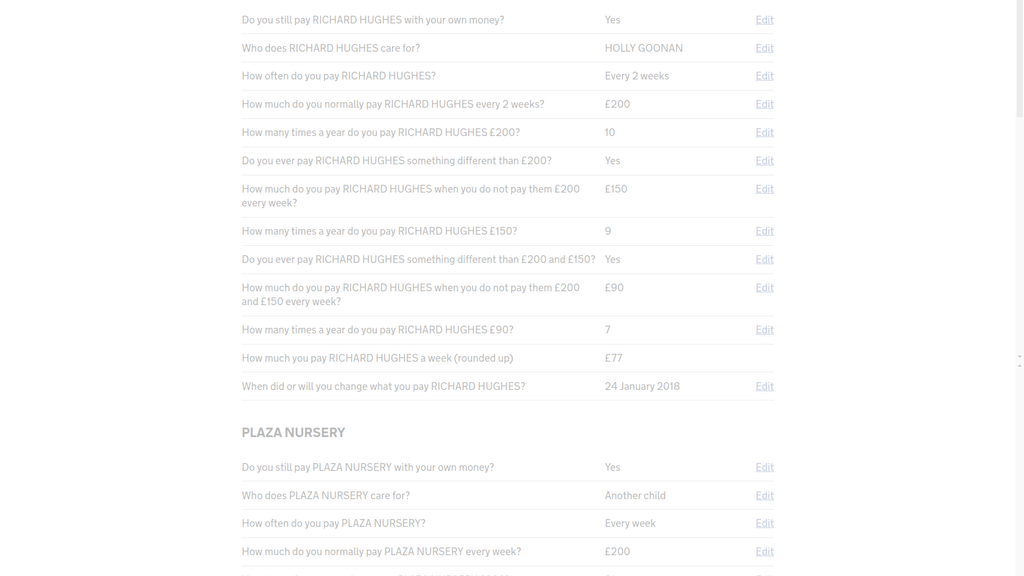 Do you still pay RICHARD HUGHES with your own money? Yes Edit
Who does RICHARD HUGHES care for? HOLLY GOONAN Edit
How often do you pay RICHARD HUGHES? Every 2 weeks Edit
How much do you normally pay RICHARD HUGHES every 2 weeks? £200 Edit
How many times a year do you pay RICHARD HUGHES £200? 10 Edit
Do you ever pay RICHARD HUGHES something different than £200? Yes Edit
How much do you pay RICHARD HUGHES when you do not pay them £200 £150 Edit
every week?
How many times a year do you pay RICHARD HUGHES £150? 9 Edit
Do you ever pay RICHARD HUGHES something different than £200 and £150? Yes Edit
How much do you pay RICHARD HUGHES when you do not pay them £200 £90 Edit
and £150 every week?
How many times a year do you pay RICHARD HUGHES £90? 7 Edit
How much you pay RICHARD HUGHES a week (rounded up) £77
When did or will you change what you pay RICHARD HUGHES? 24 January 2018 Edit
PLAZA NURSERY
Do you still pay PLAZA NURSERY with your own money? Yes Edit
Who does PLAZA NURSERY care for? Another child Edit
How often do you pay PLAZA NURSERY? Every week Edit
How much do you normally pay PLAZA NURSERY every week? £200 Edit